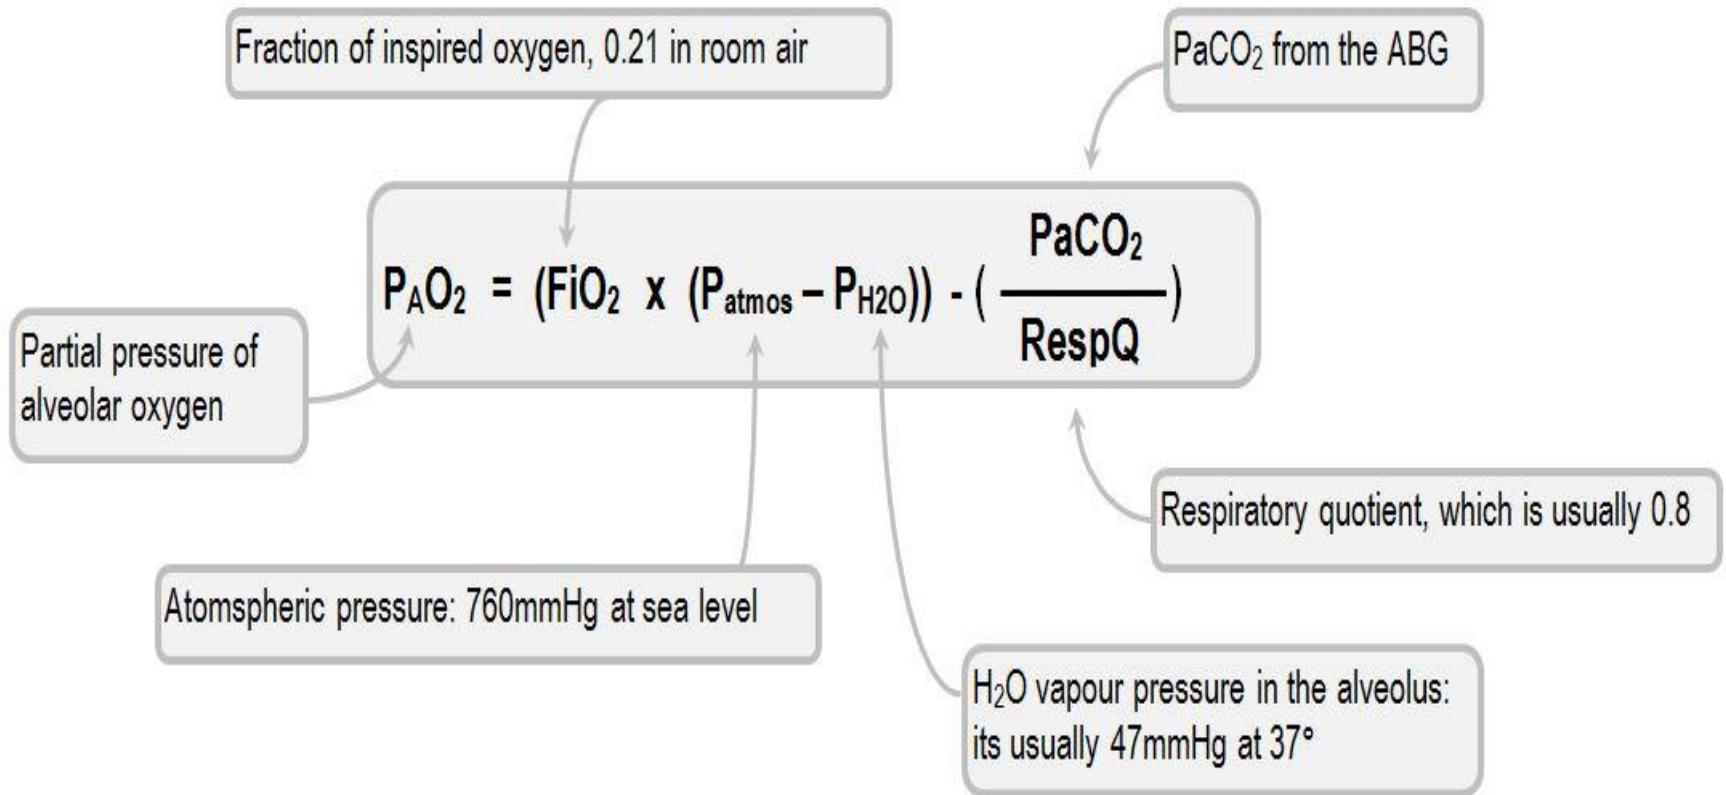 Fraction of inspired oxygen, 0.21 in room air
PaCO₂ from the ABG
PaCO₂
PAO₂ = (FiO₂ x (Patmos – PH2O)) - ( ——— )
RespQ
Partial pressure of
alveolar oxygen
Respiratory quotient, which is usually 0.8
Atomspheric pressure: 760mmHg at sea level
H₂O vapour pressure in the alveolus:
its usually 47mmHg at 37°